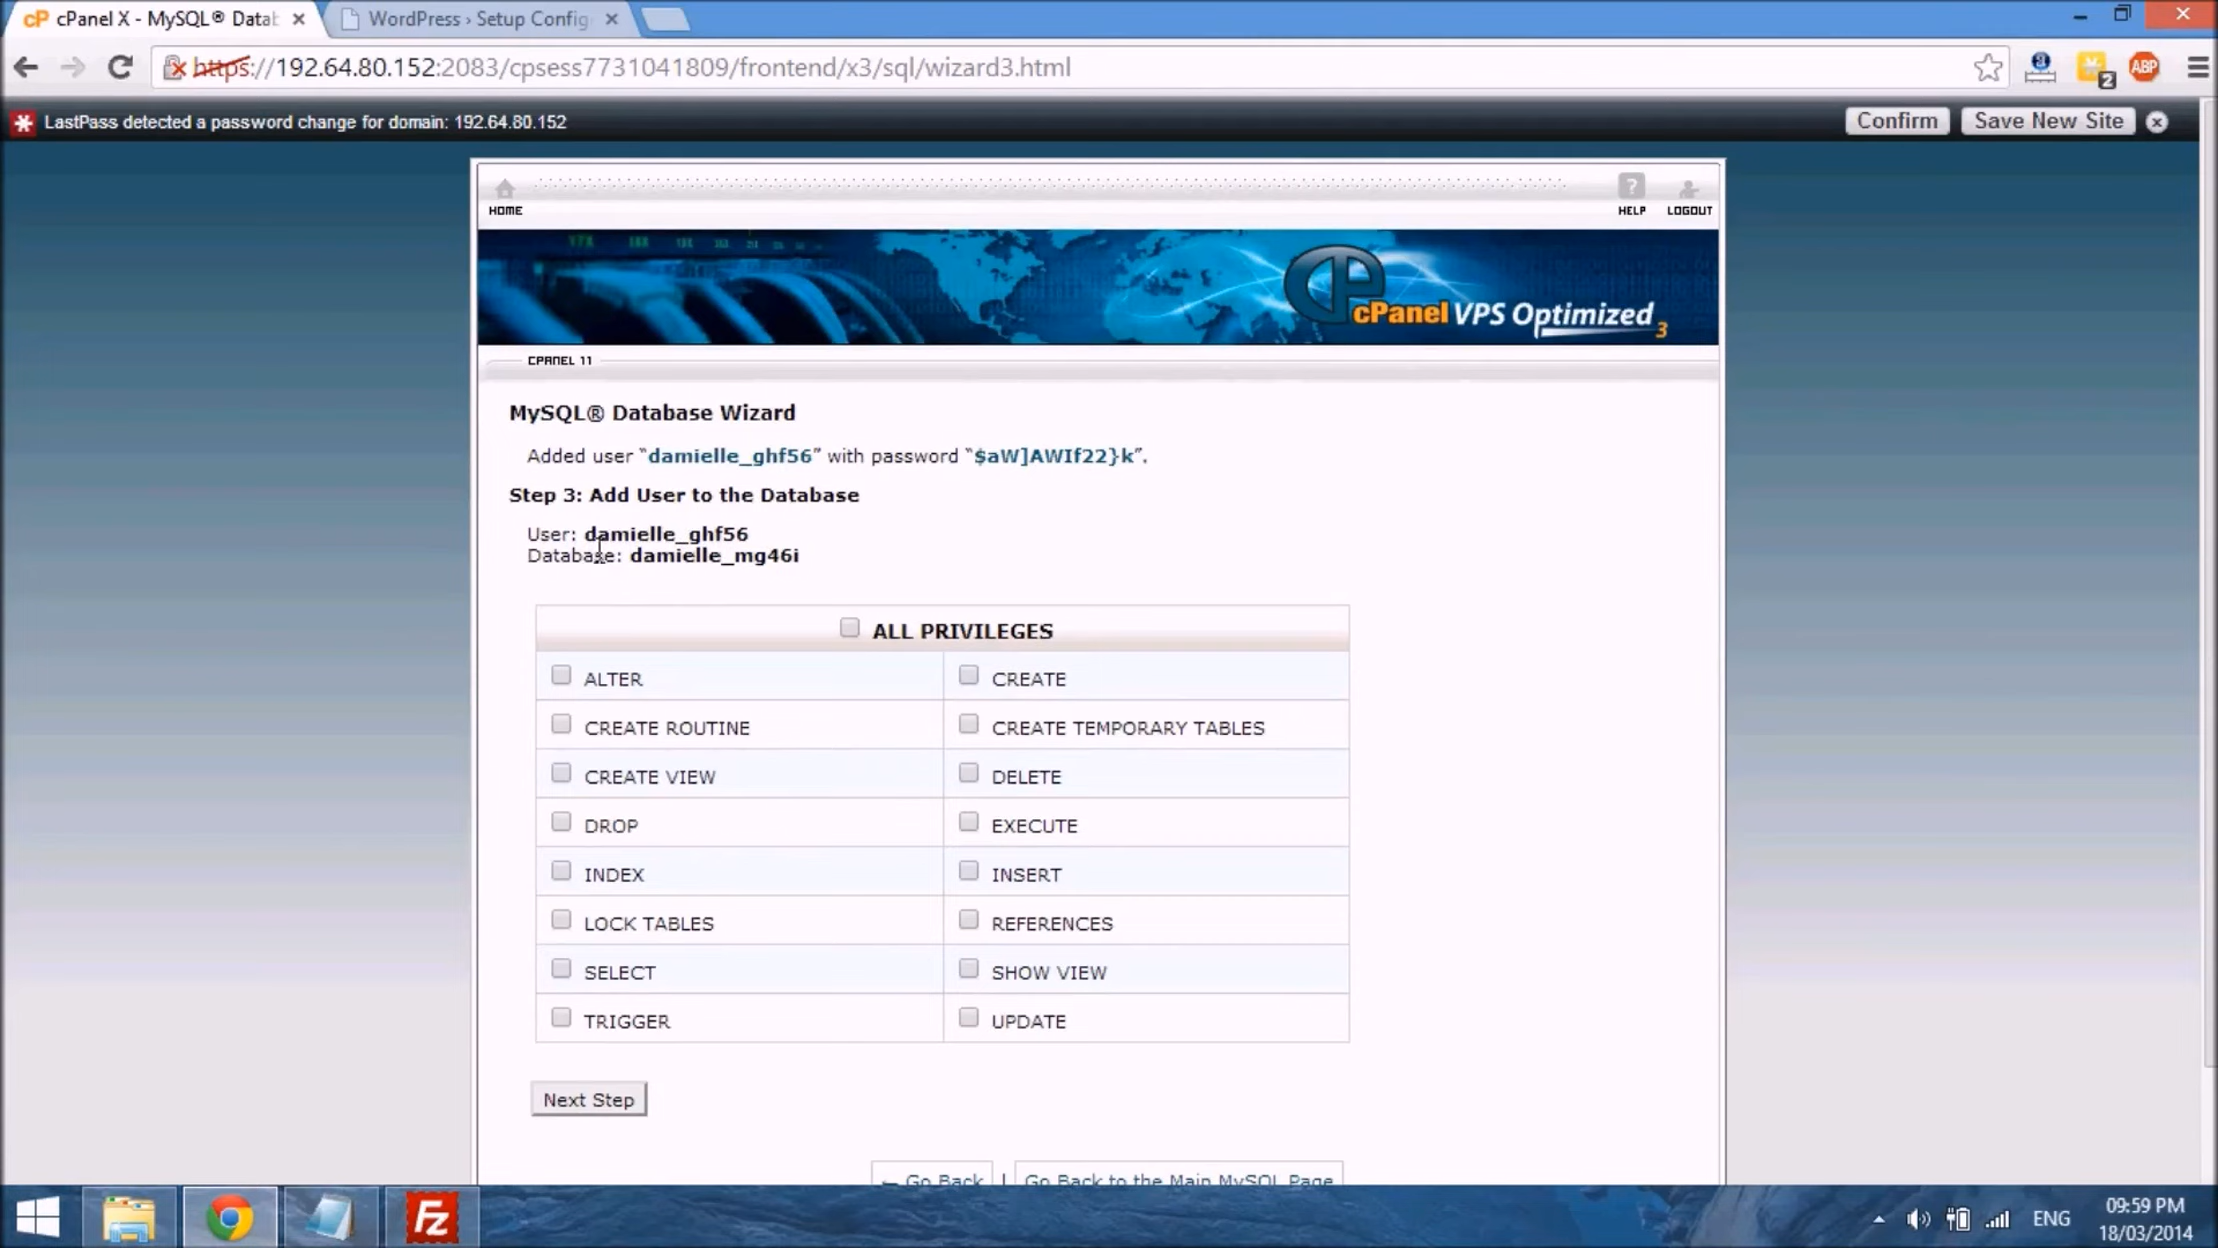 cP cPanel X - MySQL® Datab
WordPress › Setup Config
https://192.64.80.152:2083/cpsess7731041809/frontend/x3/sql/wizard3.html
3
2
ABP
LastPass detected a password change for domain: 192.64.80.152
Confirm
Save New Site
HOME
?
HELP
LOGOUT
cPanel VPS Optimized 3
CPANEL 11
MySQL® Database Wizard
Added user “damielle_ghf56” with password “$aW]AWIf22}k”.
Step 3: Add User to the Database
User: damielle_ghf56
Database: damielle_mg46i
ALL PRIVILEGES
ALTER
CREATE
CREATE ROUTINE
CREATE TEMPORARY TABLES
CREATE VIEW
DELETE
DROP
EXECUTE
INDEX
INSERT
LOCK TABLES
REFERENCES
SELECT
SHOW VIEW
TRIGGER
UPDATE
Next Step
← Go Back | Go Back to the Main MySQL Page
Fz
ENG
09:59 PM
18/03/2014